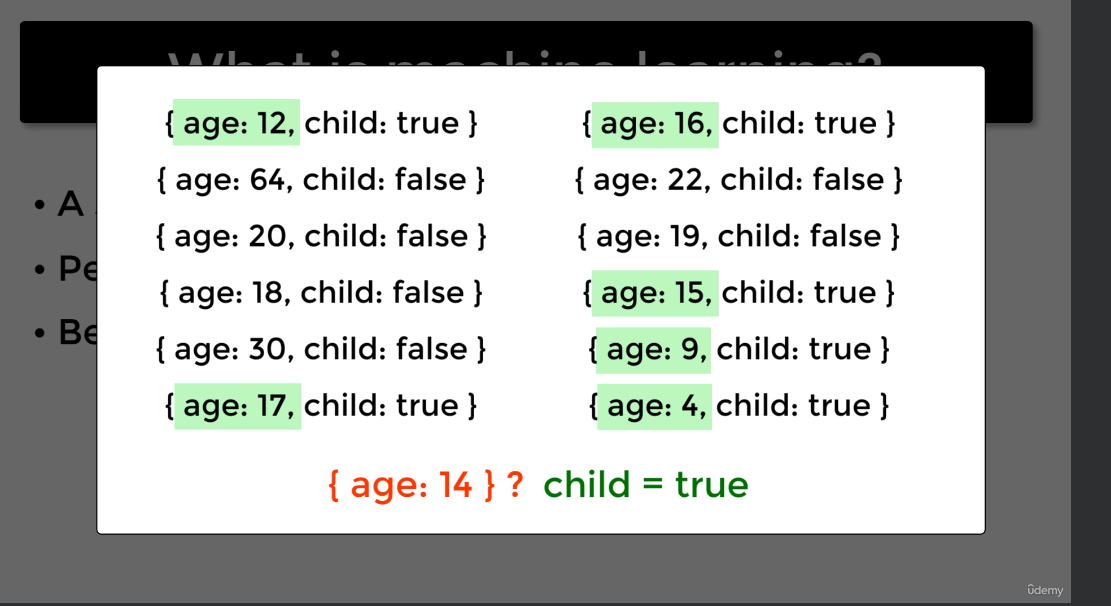 What is machine learning?
{ age: 12, child: true }
{ age: 64, child: false }
{ age: 20, child: false }
{ age: 18, child: false }
{ age: 30, child: false }
{ age: 17, child: true }
{ age: 16, child: true }
{ age: 22, child: false }
{ age: 19, child: false }
{ age: 15, child: true }
{ age: 9, child: true }
{ age: 4, child: true }
{ age: 14 } ? child = true
• A
• Pe
• Be
ûdemy